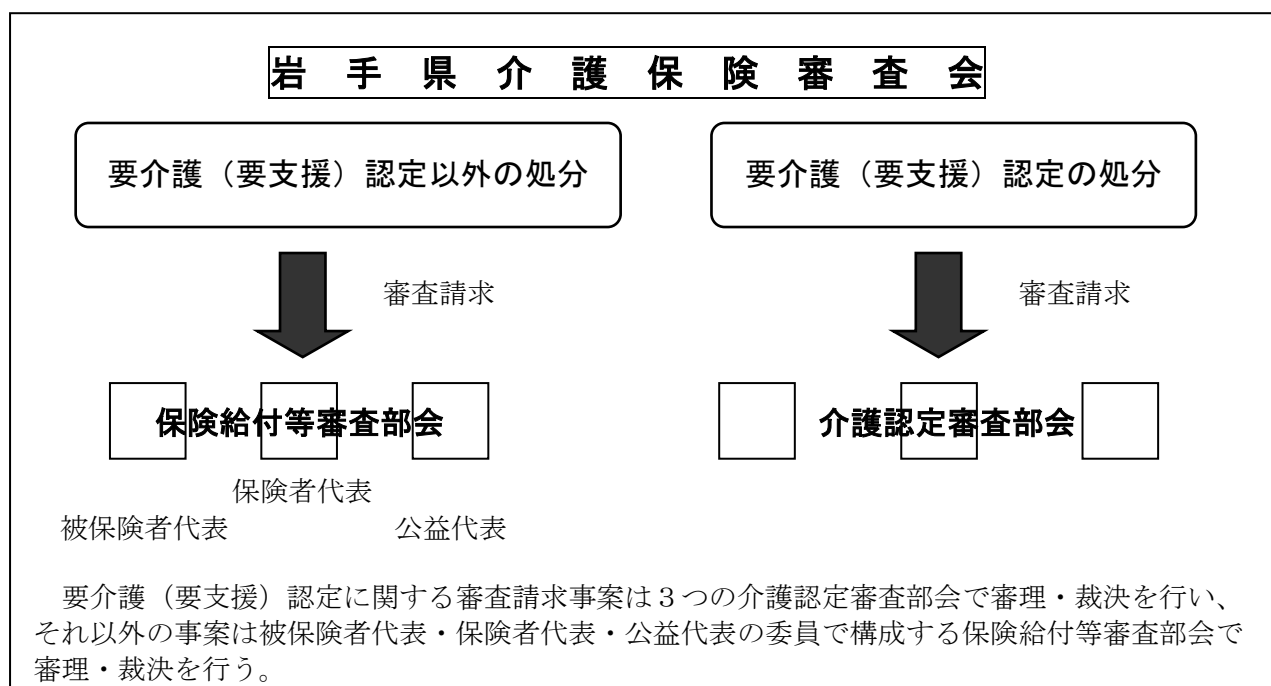 岩手県介護保険審査会
要介護（要支援）認定以外の処分
要介護（要支援）認定の処分
審査請求
審査請求
保険給付等審査部会
介護認定審査部会
保険者代表
被保険者代表
公益代表
要介護（要支援）認定に関する審査請求事案は３つの介護認定審査部会で審理・裁決を行い、
それ以外の事案は被保険者代表・保険者代表・公益代表の委員で構成する保険給付等審査部会で
審理・裁決を行う。